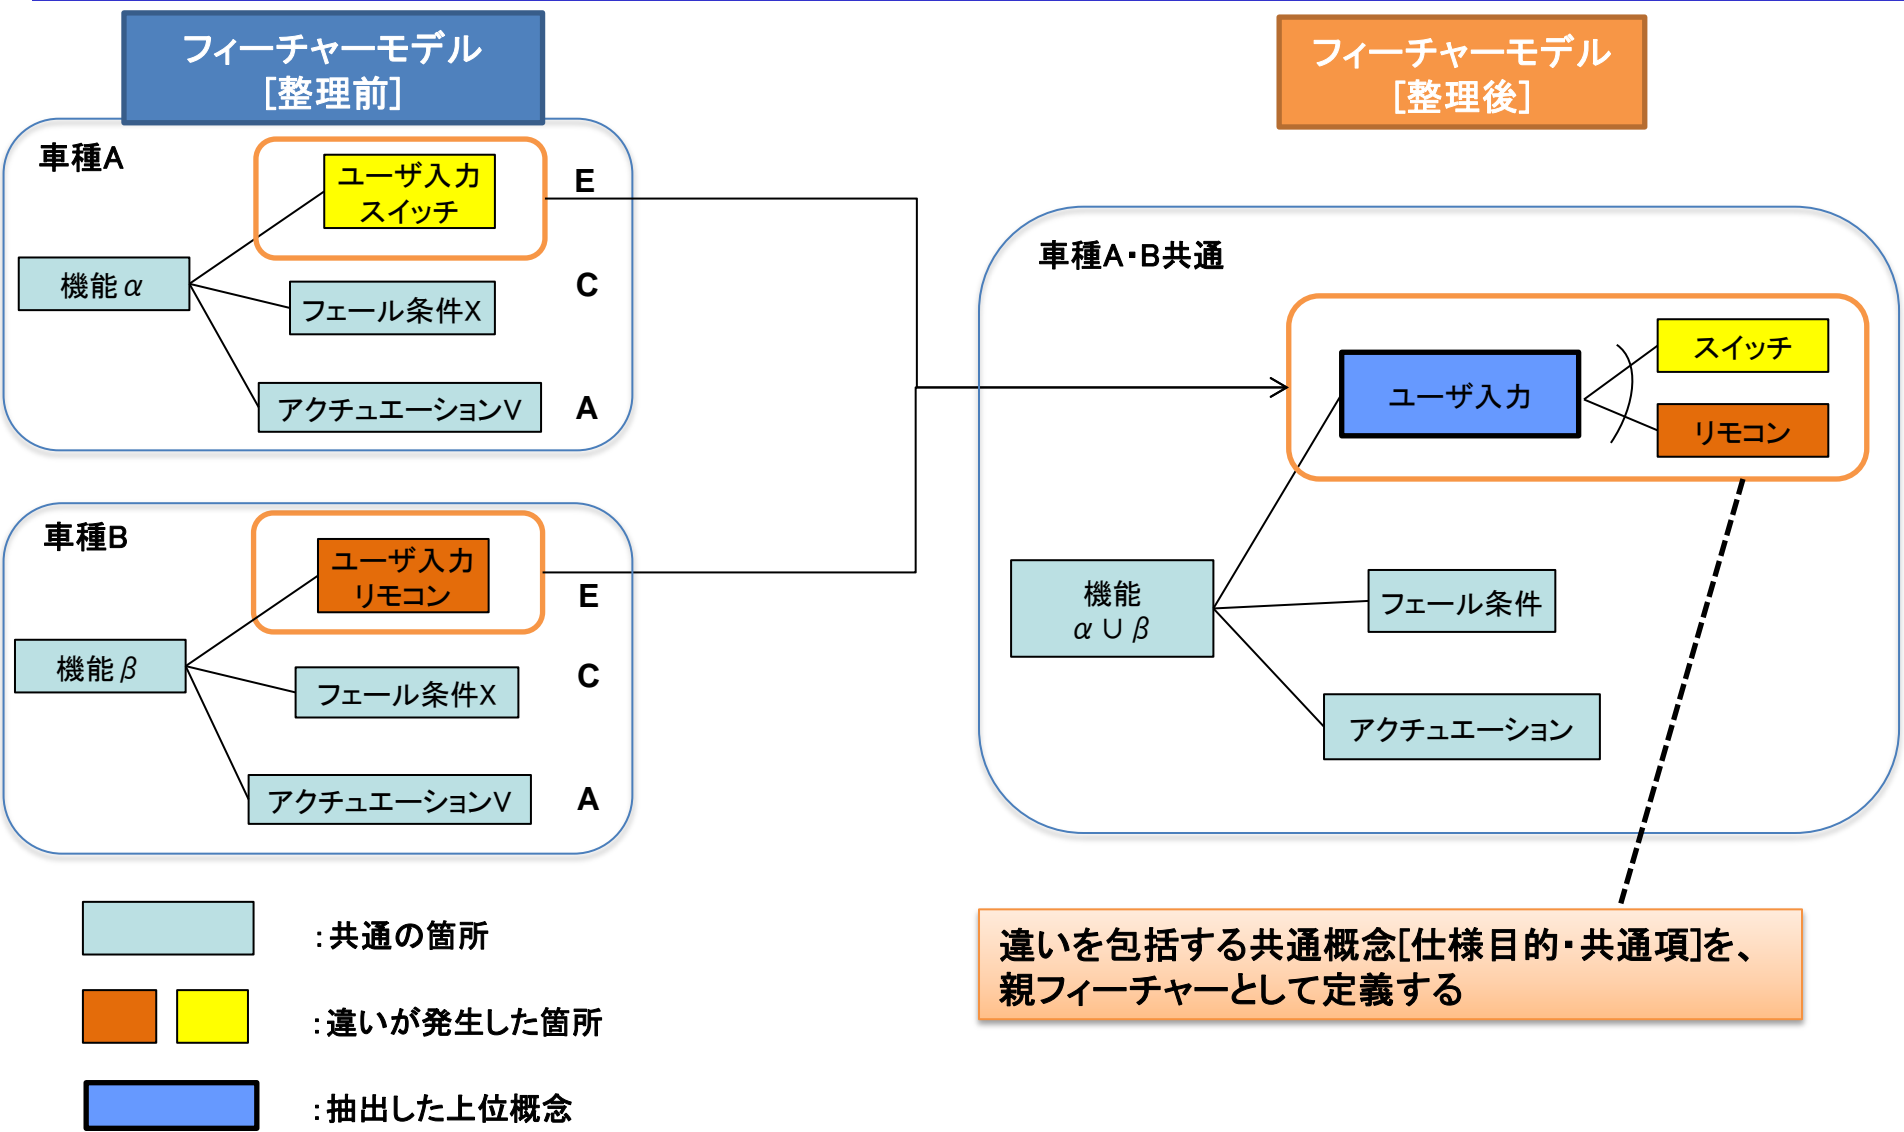 フィーチャーモデル
[整理前]
フィーチャーモデル
[整理後]
車種A
ユーザ入力
スイッチ
E
機能α
C
フェール条件X
アクチュエーションV
A
車種B
ユーザ入力
リモコン
E
機能β
C
フェール条件X
アクチュエーションV
A
車種A・B共通
ユーザ入力
スイッチ
リモコン
機能
α∪β
フェール条件
アクチュエーション
：共通の箇所
：違いが発生した箇所
：抽出した上位概念
違いを包括する共通概念[仕様目的・共通項]を、
親フィーチャーとして定義する